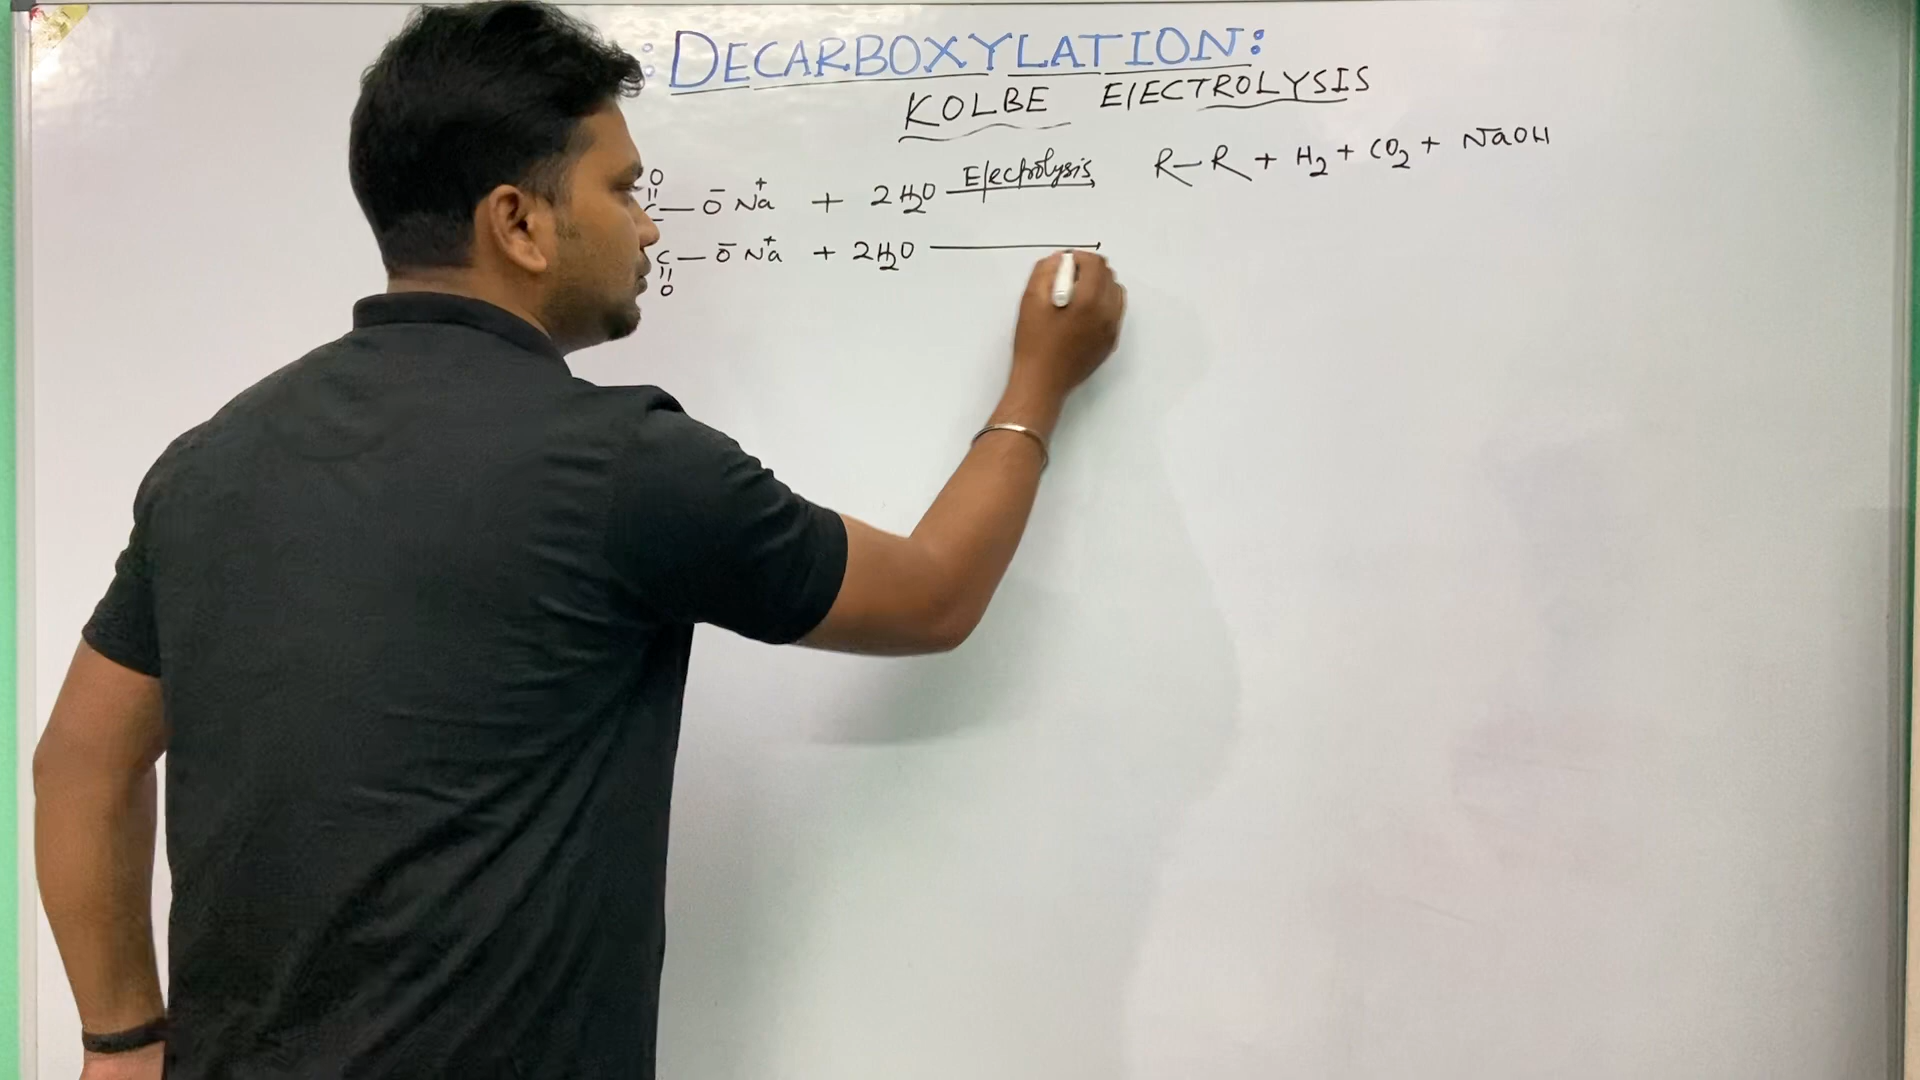 : DECARBOXYLATION:
KOLBE ElECTROLYSIS
O
||
C — O⁻ Na⁺ + 2H₂O Electrolysis R—R + H₂ + CO₂ + NaOH
C — O⁻ Na⁺ + 2H₂O
||
O